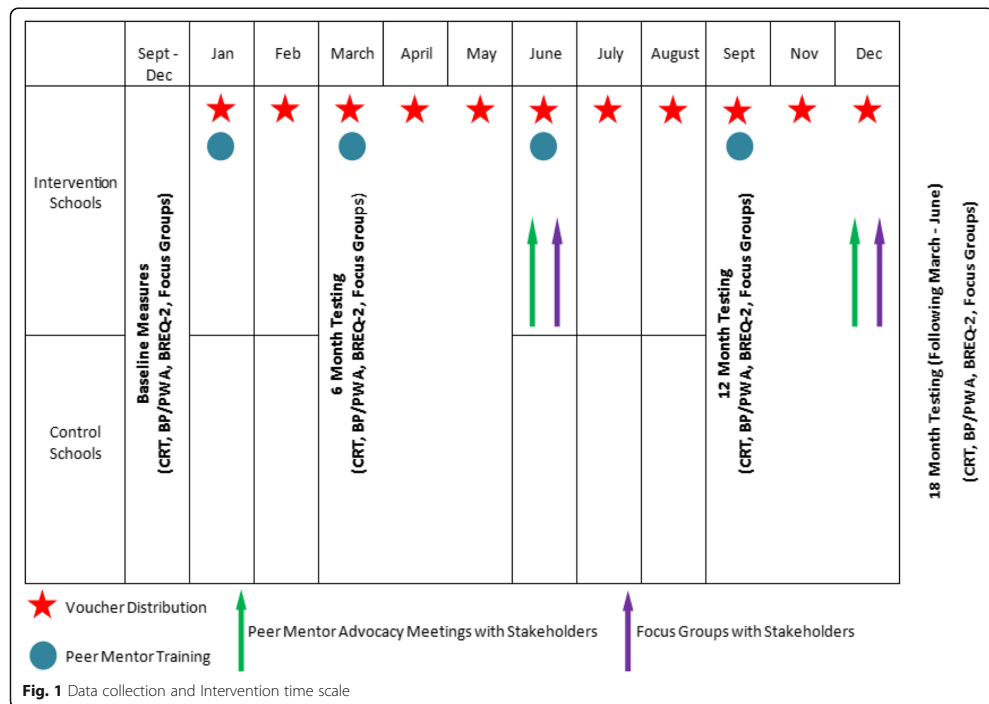 Sept - Dec
Jan
Feb
March
April
May
June
July
August
Sept
Nov
Dec
Intervention
Schools
Control
Schools
Baseline Measures
(CRT, BP/PWA, BREQ-2, Focus Groups)
6 Month Testing
(CRT, BP/PWA, BREQ-2, Focus Groups)
12 Month Testing
(CRT, BP/PWA, BREQ-2, Focus Groups)
18 Month Testing (Following March - June)
(CRT, BP/PWA, BREQ-2, Focus Groups)
Voucher Distribution
Peer Mentor Training
Peer Mentor Advocacy Meetings with Stakeholders
Focus Groups with Stakeholders
Fig. 1 Data collection and Intervention time scale